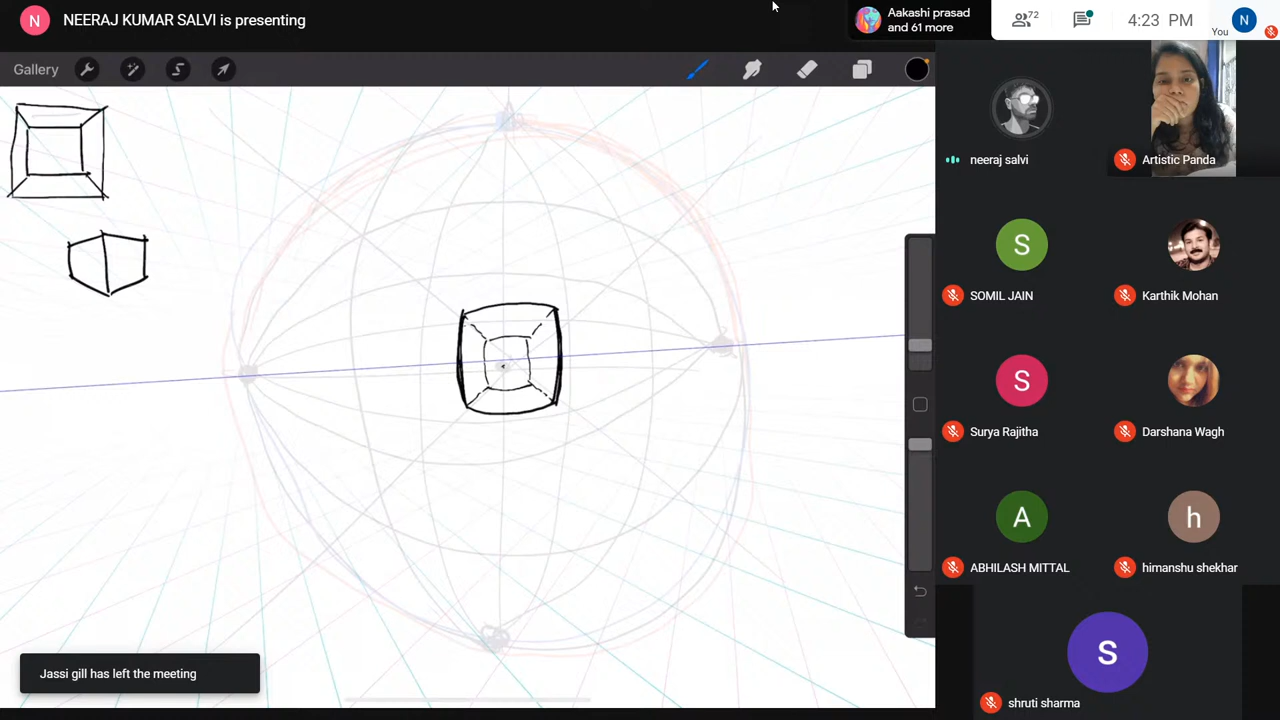 N NEERAJ KUMAR SALVI is presenting
Aakashi prasad
and 61 more
72
4:23 PM
You
N
Gallery
neeraj salvi
Artistic Panda
S
SOMIL JAIN
Karthik Mohan
S
Surya Rajitha
Darshana Wagh
A
ABHILASH MITTAL
h
himanshu shekhar
S
shruti sharma
Jassi gill has left the meeting